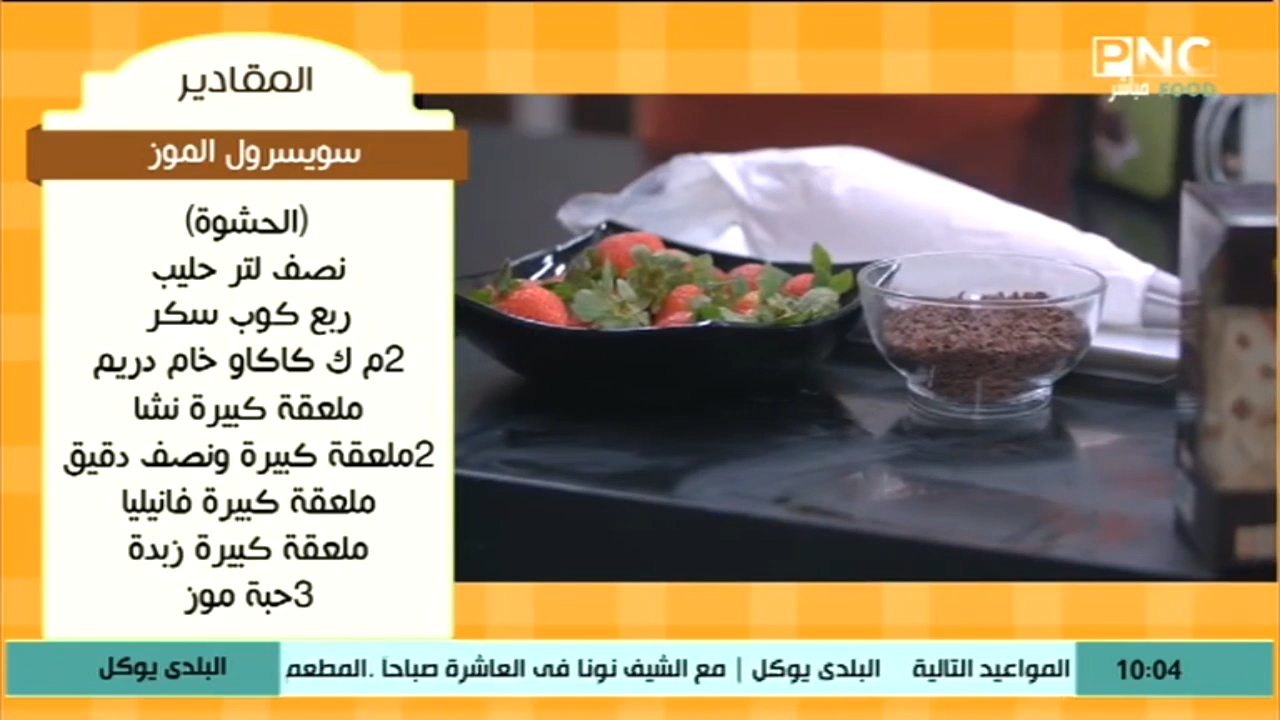 PNC
FOOD مباشر
المقادير
سويسرول الموز
(الحشوة)
نصف لتر حليب
ربع كوب سكر
2م ك كاكاو خام دريم
ملعقة كبيرة نشا
2ملعقة كبيرة ونصف دقيق
ملعقة كبيرة فانيليا
ملعقة كبيرة زبدة
3حبة موز
10:04
المواعيد التالية البلدى يوكل | مع الشيف نونا فى العاشرة صباحاً .المطعم
البلدى يوكل